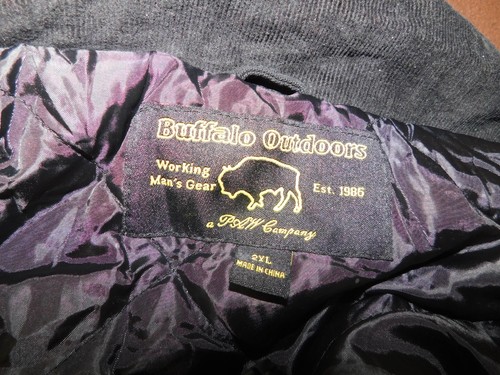 Buffalo Outdoors
Working
Man's Gear
Est. 1986
a PAW Company
2XL
MADE IN CHINA